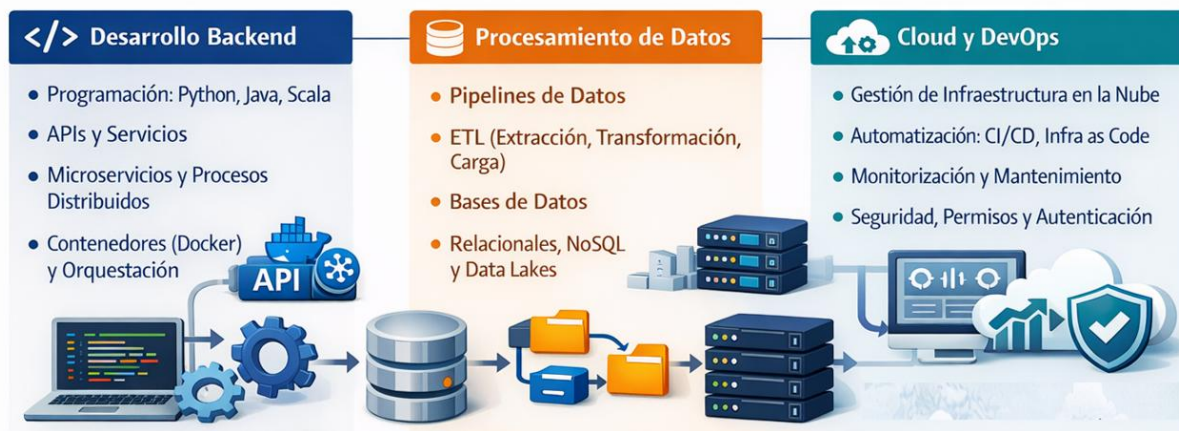 </> Desarrollo Backend
• Programación: Python, Java, Scala
• APIs y Servicios
• Microservicios y Procesos
Distribuidos
• Contenedores (Docker)
y Orquestación
API
Procesamiento de Datos
• Pipelines de Datos
• ETL (Extracción, Transformación,
Carga)
• Bases de Datos
• Relacionales, NoSQL
y Data Lakes
Cloud y DevOps
• Gestión de Infraestructura en la Nube
• Automatización: CI/CD, Infra as Code
• Monitorización y Mantenimiento
• Seguridad, Permisos y Autenticación